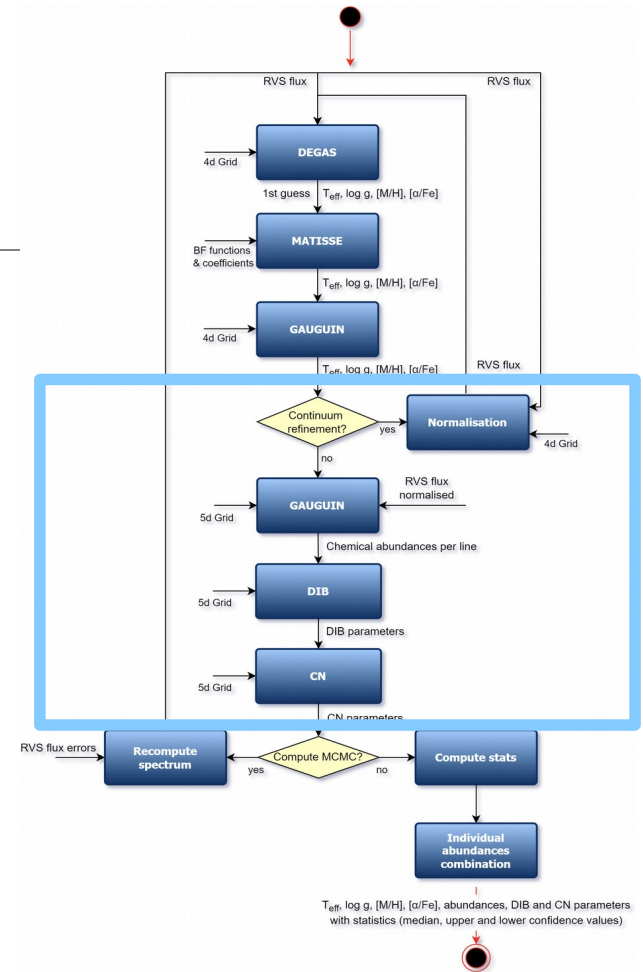 RVS flux
RVS flux
DEGAS
4d Grid
1st guess
Teff, log g, [M/H], [α/Fe]
MATISSE
BF functions
& coefficients
Teff, log g, [M/H], [α/Fe]
GAUGUIN
4d Grid
Teff, log g, [M/H], [α/Fe]
RVS flux
Continuum
refinement?
yes
Normalisation
4d Grid
no
RVS flux
normalised
GAUGUIN
5d Grid
Chemical abundances per line
DIB
5d Grid
DIB parameters
CN
5d Grid
CN parameters
RVS flux errors
Recompute
spectrum
yes
Compute MCMC?
no
Compute stats
Individual
abundances
combination
Teff, log g, [M/H], [α/Fe], abundances, DIB and CN parameters
with statistics (median, upper and lower confidence values)